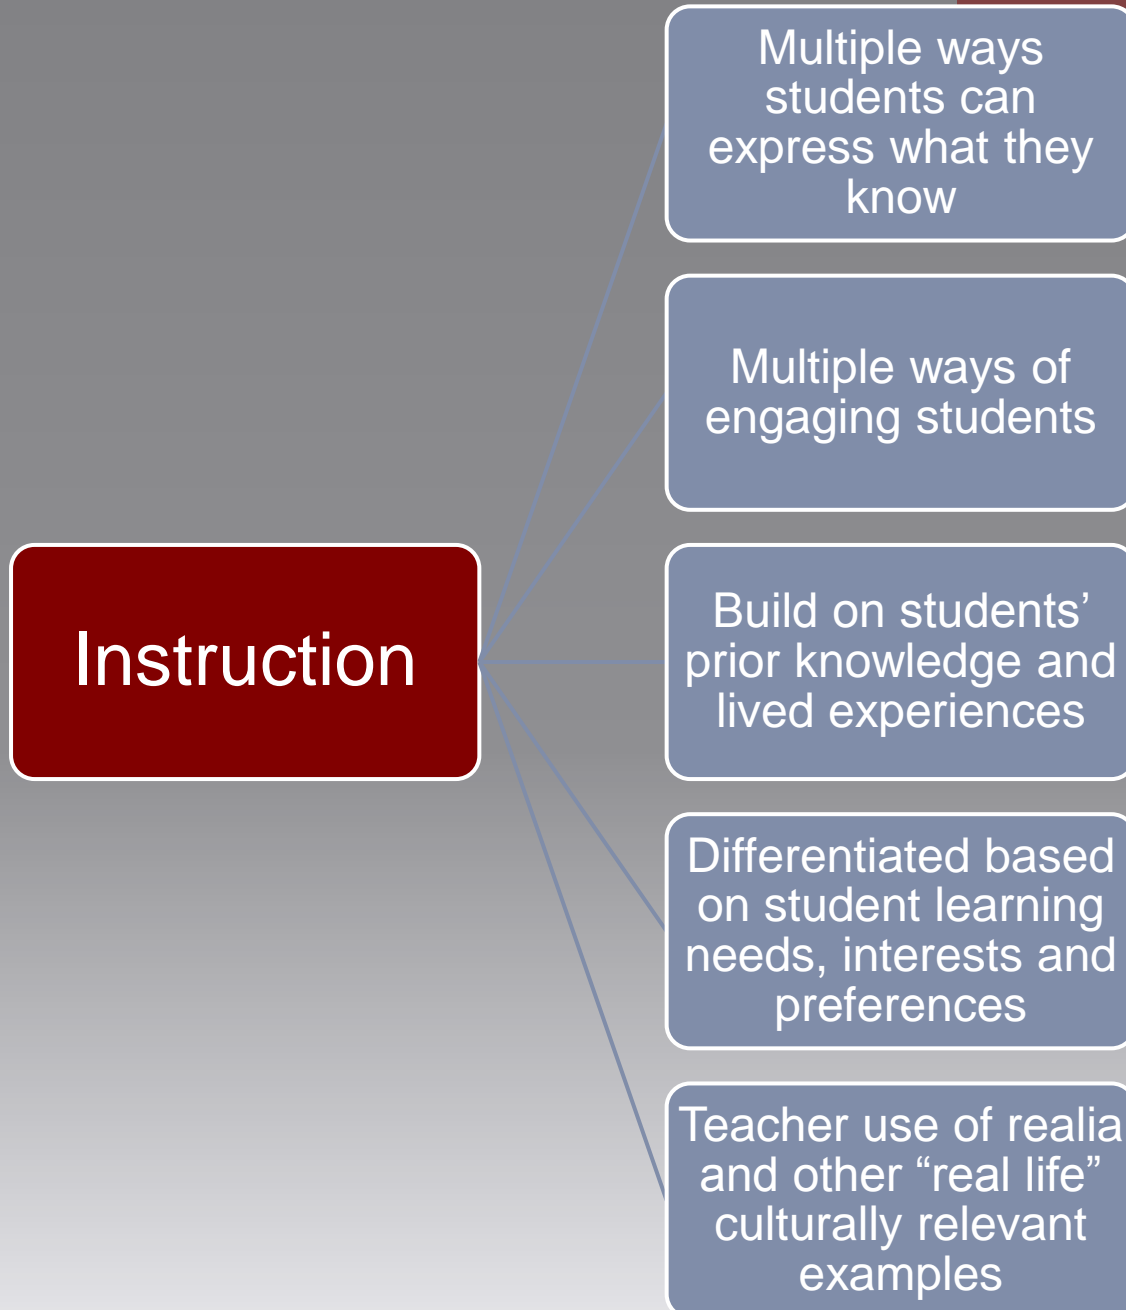 Multiple ways
students can
express what they
know
Multiple ways of
engaging students
Instruction
Build on students’
prior knowledge and
lived experiences
Differentiated based
on student learning
needs, interests and
preferences
Teacher use of realia
and other “real life”
culturally relevant
examples